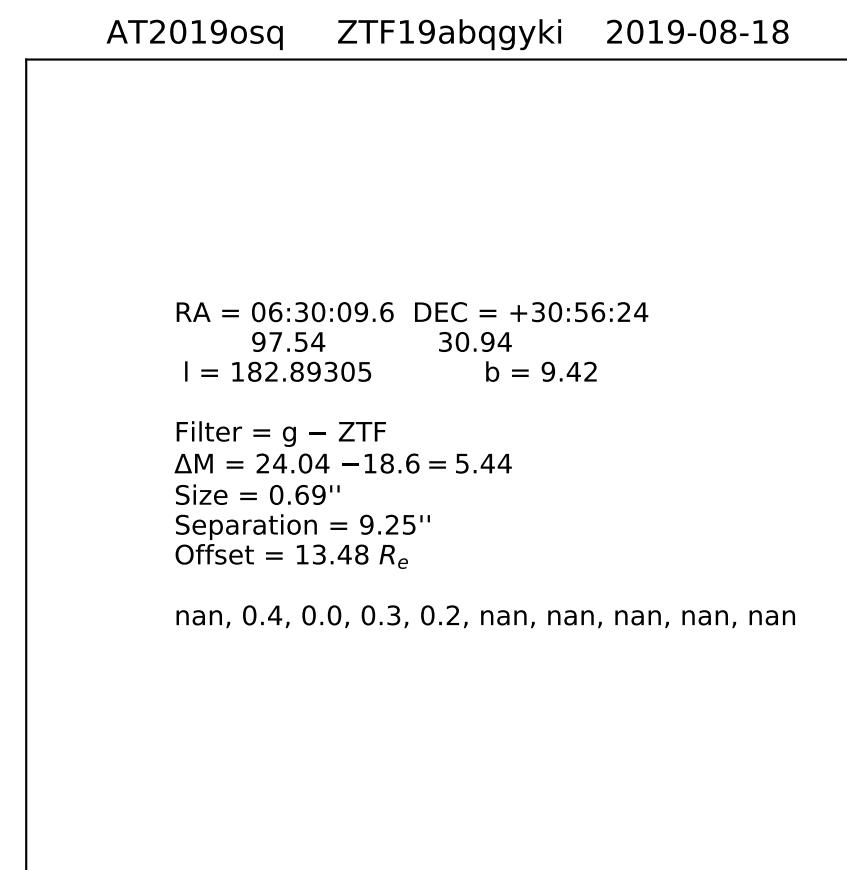 AT2019osq ZTF19abqgyki 2019-08-18
RA = 06:30:09.6 DEC = +30:56:24
97.54 30.94
l = 182.89305 b = 9.42
Filter = g − ZTF
ΔM = 24.04 −18.6 = 5.44
Size = 0.69''
Separation = 9.25''
Offset = 13.48 Re
nan, 0.4, 0.0, 0.3, 0.2, nan, nan, nan, nan, nan